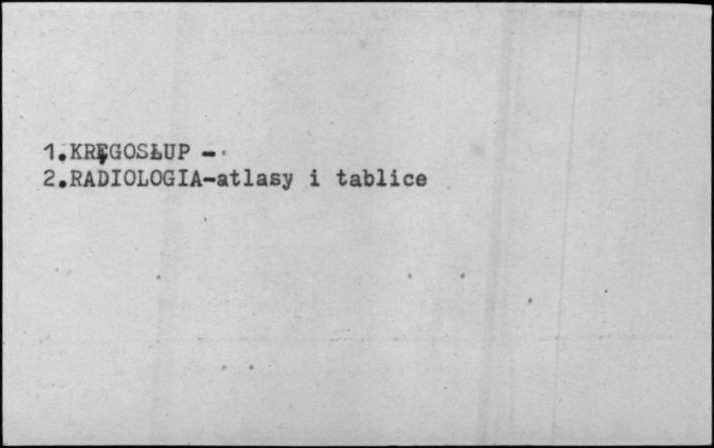 1.KRĘGOSŁUP -
2.RADIOLOGIA-atlasy i tablice